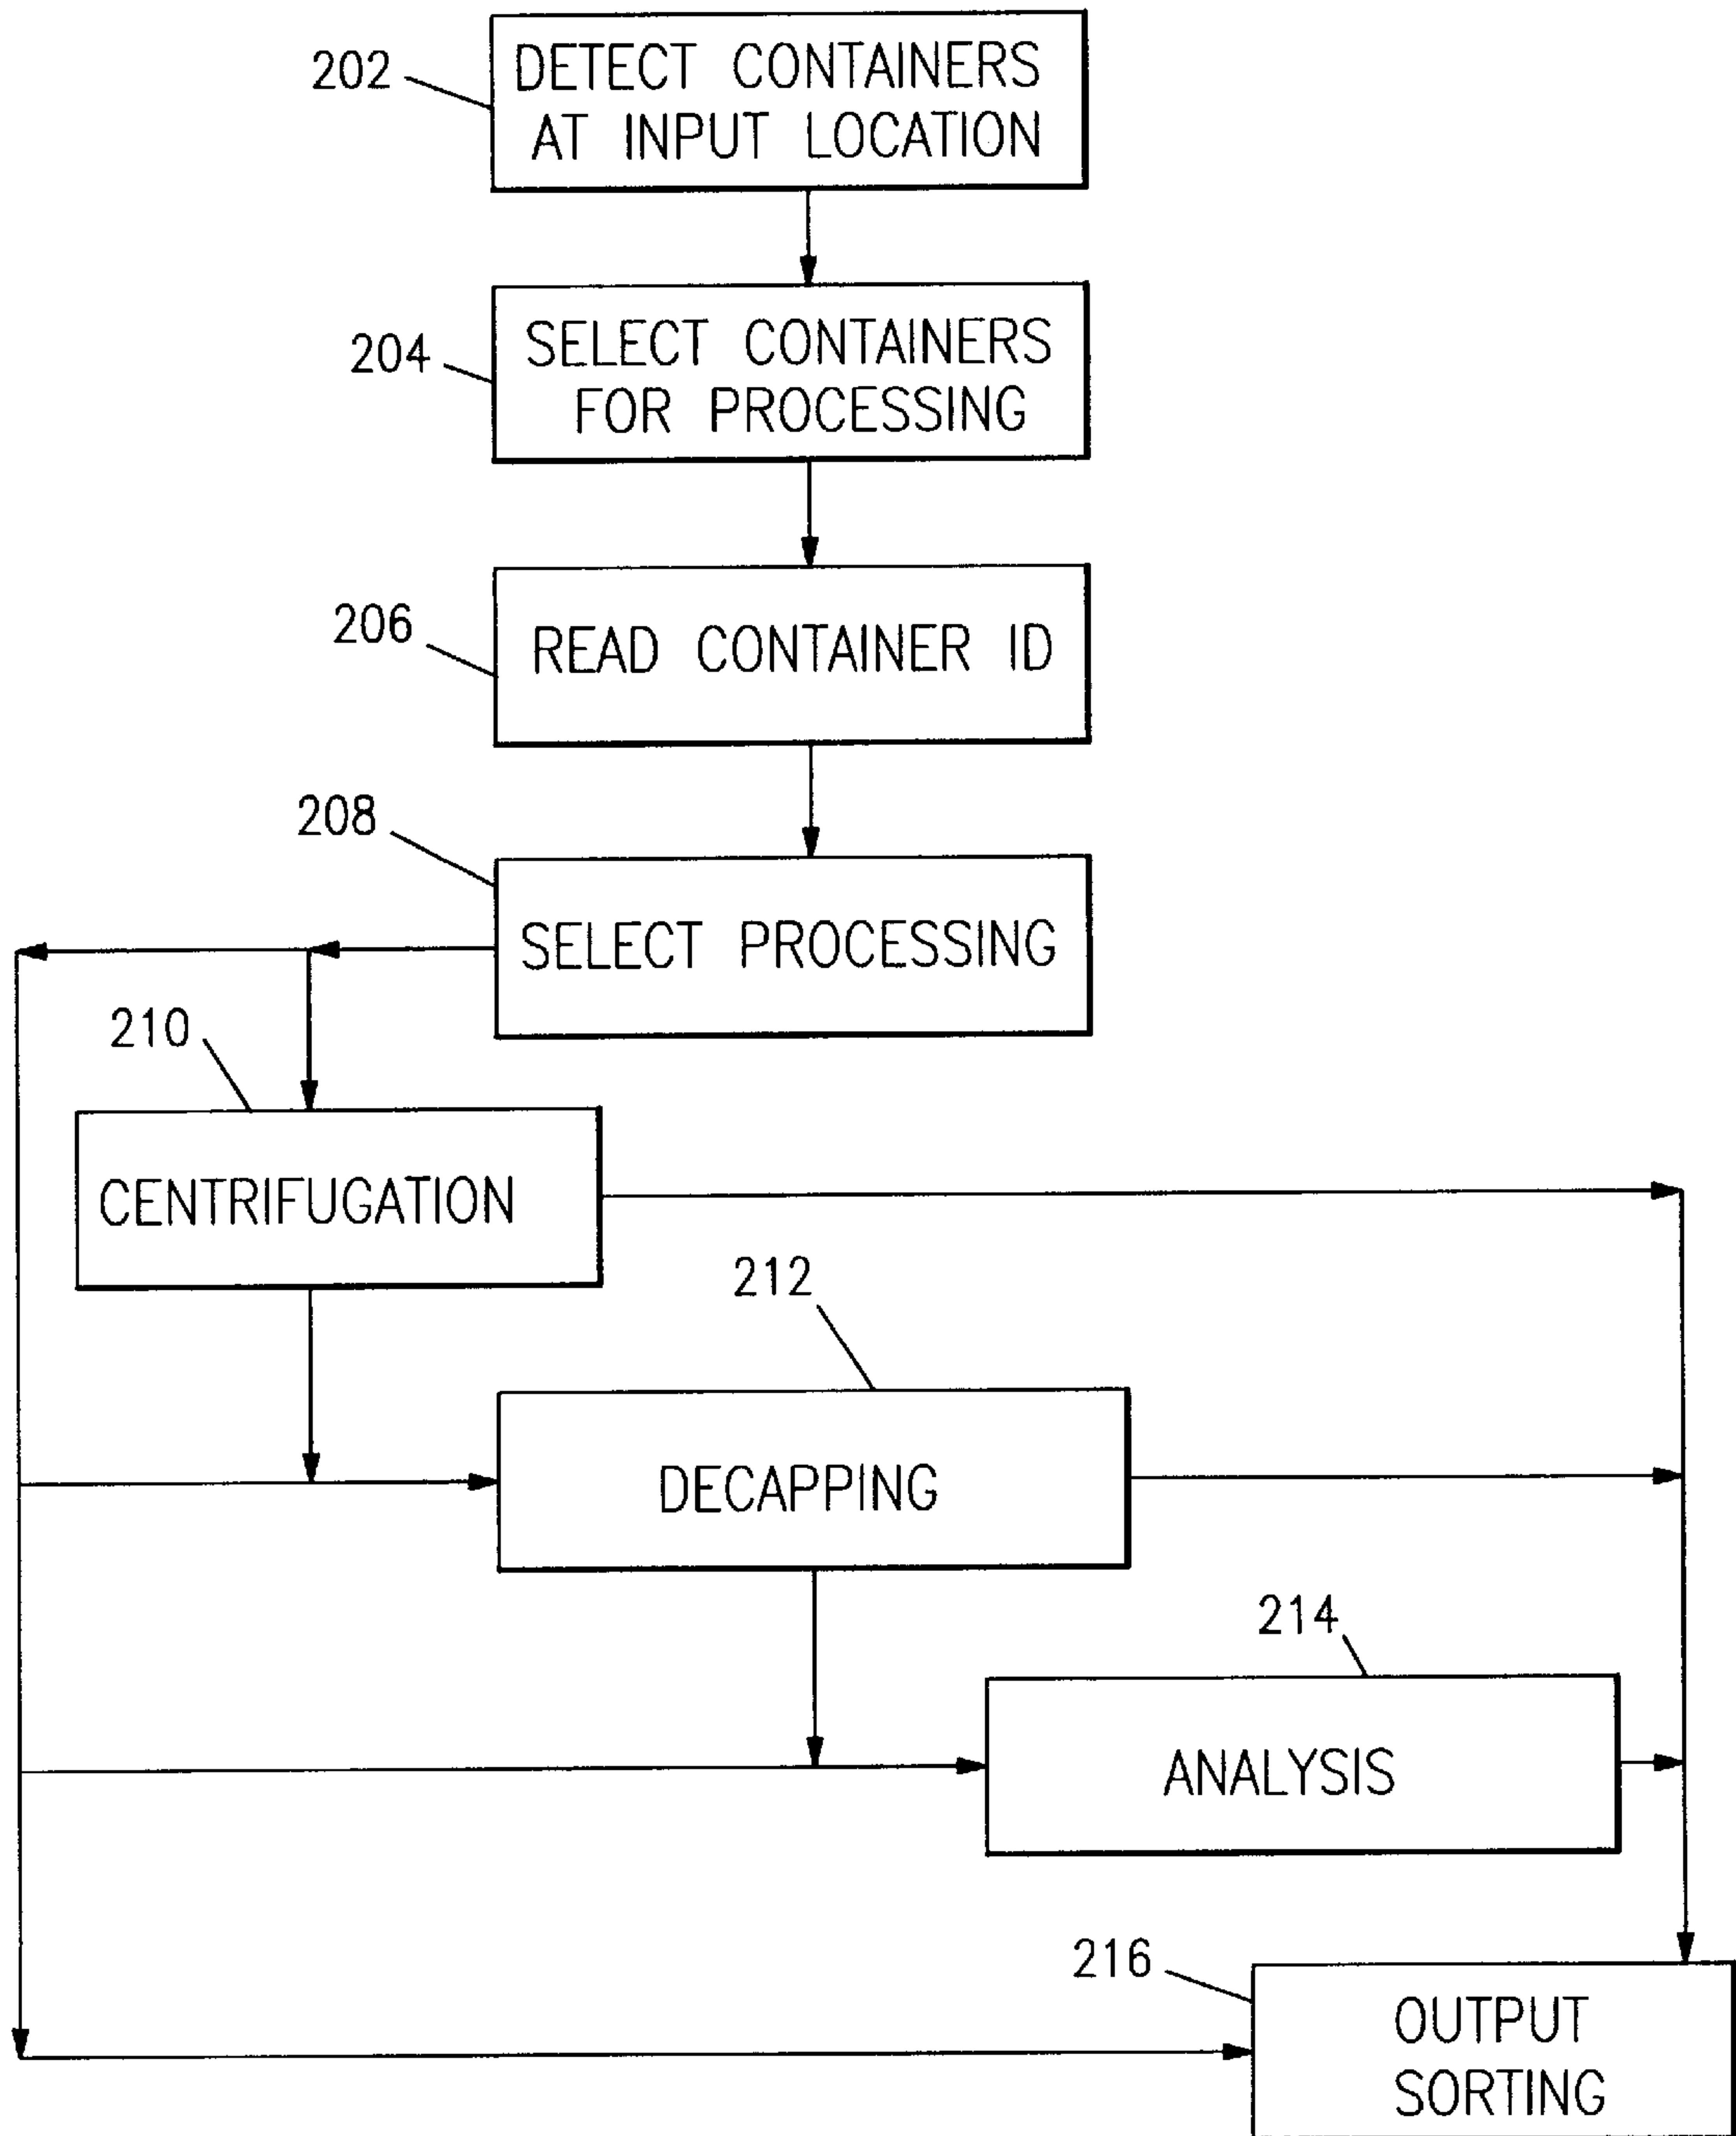 202
DETECT CONTAINERS
AT INPUT LOCATION
204
SELECT CONTAINERS
FOR PROCESSING
206
READ CONTAINER ID
208
SELECT PROCESSING
210
CENTRIFUGATION
212
DECAPPING
214
ANALYSIS
216
OUTPUT
SORTING